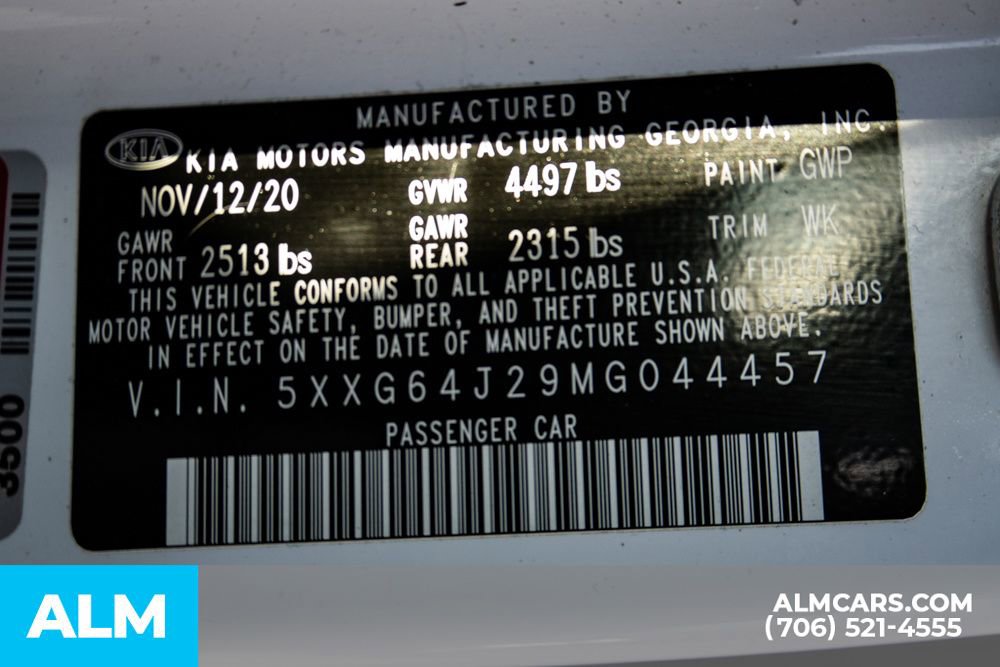 MANUFACTURED BY
KIA KIA MOTORS MANUFACTURING GEORGIA, INC.
NOV/12/20 GVWR 4497 lbs PAINT GWP
GAWR FRONT 2513 lbs GAWR REAR 2315 lbs TRIM WK
THIS VEHICLE CONFORMS TO ALL APPLICABLE U.S.A. FEDERAL
MOTOR VEHICLE SAFETY, BUMPER, AND THEFT PREVENTION STANDARDS
IN EFFECT ON THE DATE OF MANUFACTURE SHOWN ABOVE.
V.I.N. 5XXG64J29MG044457
PASSENGER CAR
3500
ALM
ALMCARS.COM
(706) 521-4555